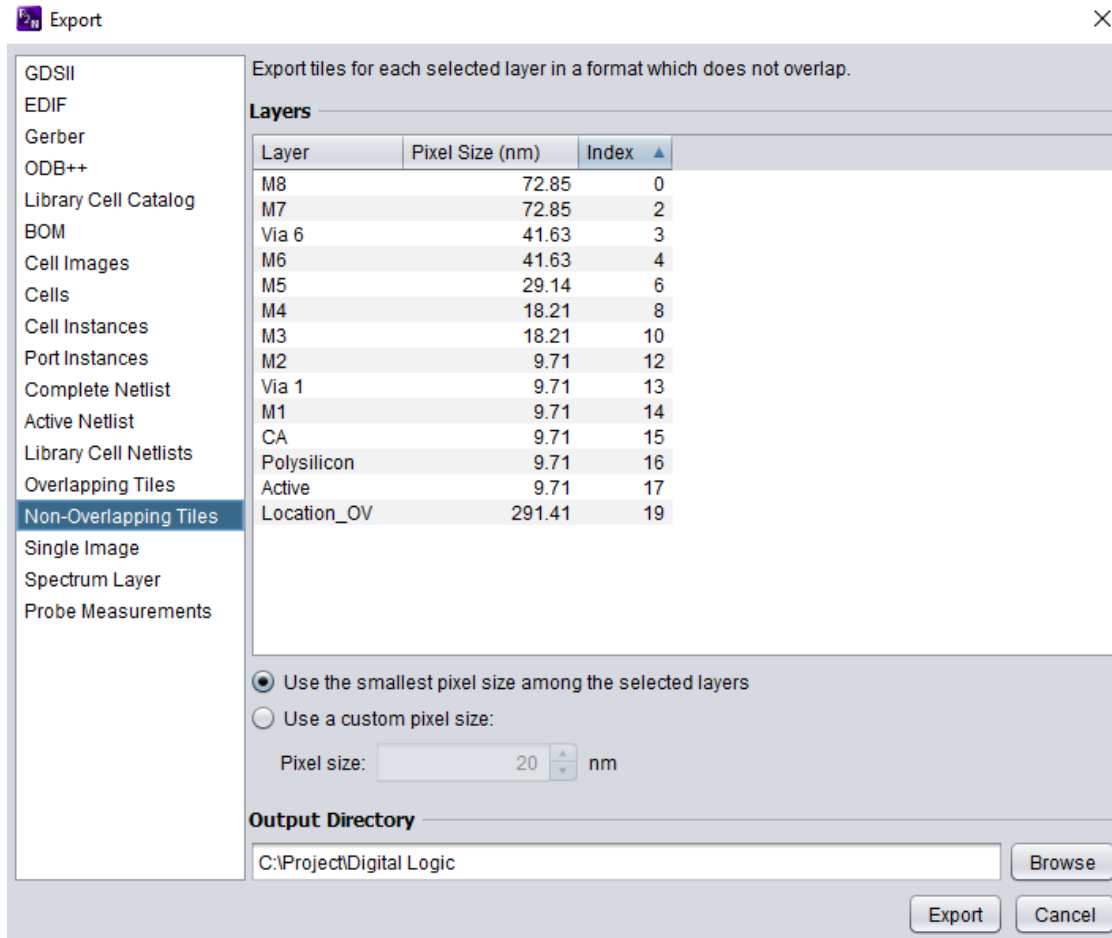 P2N Export
GDSII
EDIF
Gerber
ODB++
Library Cell Catalog
BOM
Cell Images
Cells
Cell Instances
Port Instances
Complete Netlist
Active Netlist
Library Cell Netlists
Overlapping Tiles
Non-Overlapping Tiles
Single Image
Spectrum Layer
Probe Measurements
Export tiles for each selected layer in a format which does not overlap.
Layers
Layer Pixel Size (nm) Index
M8 72.85 0
M7 72.85 2
Via 6 41.63 3
M6 41.63 4
M5 29.14 6
M4 18.21 8
M3 18.21 10
M2 9.71 12
Via 1 9.71 13
M1 9.71 14
CA 9.71 15
Polysilicon 9.71 16
Active 9.71 17
Location_OV 291.41 19
Use the smallest pixel size among the selected layers
Use a custom pixel size:
Pixel size: 20 nm
Output Directory
C:\Project\Digital Logic Browse
Export Cancel